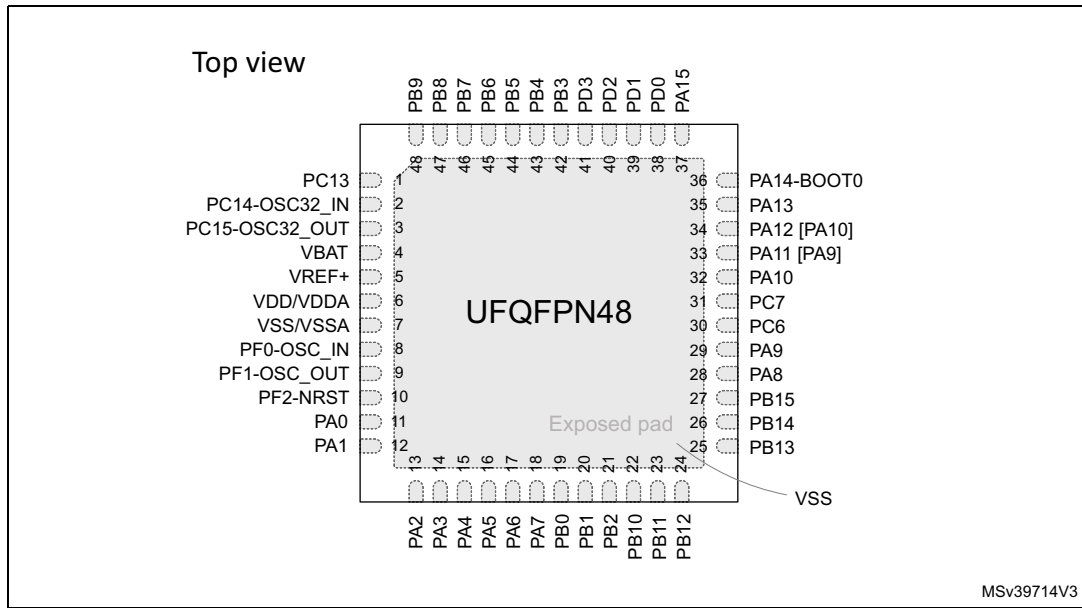 Top view
PB9
PB8
PB7
PB6
PB5
PB4
PB3
PD3
PD2
PD1
PD0
PA15
48
47
46
45
44
43
42
41
40
39
38
37
PC13 1
PC14-OSC32_IN 2
PC15-OSC32_OUT 3
VBAT 4
VREF+ 5
VDD/VDDA 6
VSS/VSSA 7
PF0-OSC_IN 8
PF1-OSC_OUT 9
PF2-NRST 10
PA0 11
PA1 12
UFQFPN48
Exposed pad
36 PA14-BOOT0
35 PA13
34 PA12 [PA10]
33 PA11 [PA9]
32 PA10
31 PC7
30 PC6
29 PA9
28 PA8
27 PB15
26 PB14
25 PB13
13
14
15
16
17
18
19
20
21
22
23
24
PA2
PA3
PA4
PA5
PA6
PA7
PB0
PB1
PB2
PB10
PB11
PB12
VSS
MSv39714V3